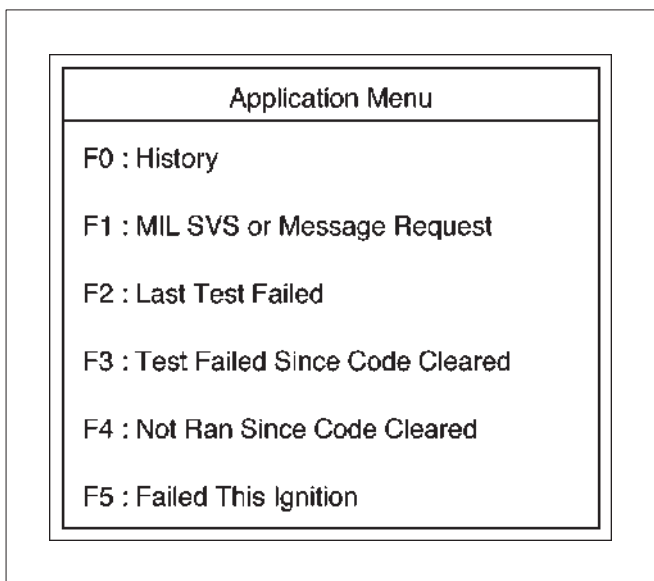 Application Menu
F0 : History
F1 : MIL SVS or Message Request
F2 : Last Test Failed
F3 : Test Failed Since Code Cleared
F4 : Not Ran Since Code Cleared
F5 : Failed This Ignition